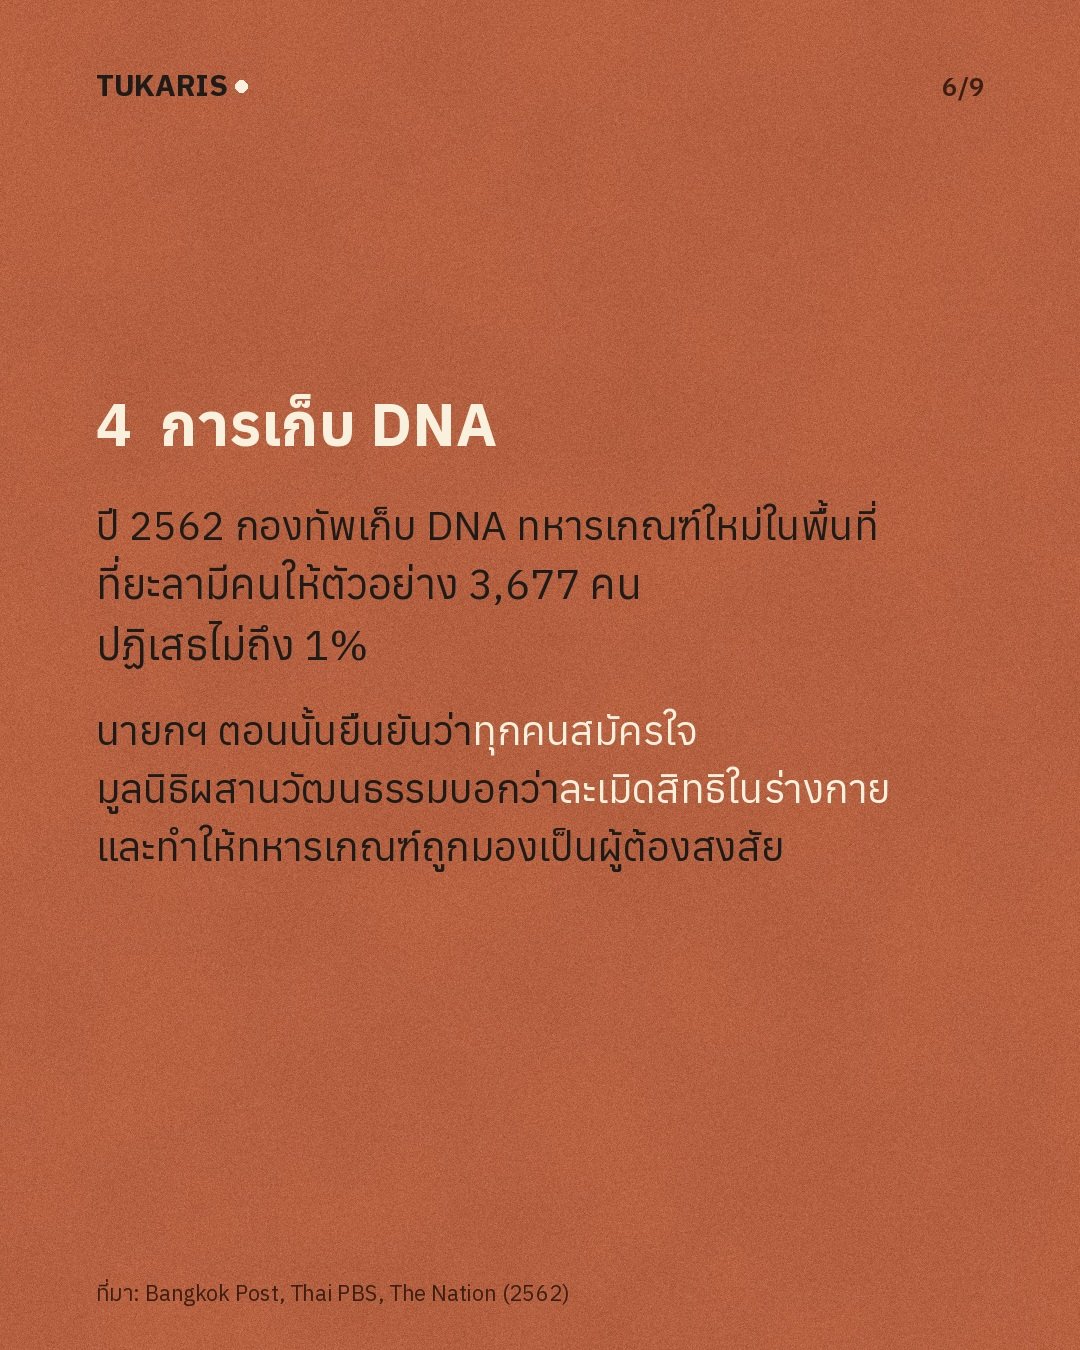 TUKARIS
6/9
4 การเก็บ DNA
ปี 2562 กองทัพเก็บ DNA ทหารเกณฑ์ใหม่ในพื้นที่
ที่ยะลามีคนให้ตัวอย่าง 3,677 คน
ปฏิเสธไม่ถึง 1%
นายกฯ ตอนนั้นยืนยันว่าทุกคนสมัครใจ
มูลนิธิผสานวัฒนธรรมบอกว่าละเมิดสิทธิในร่างกาย
และทำให้ทหารเกณฑ์ถูกมองเป็นผู้ต้องสงสัย
ที่มา: Bangkok Post, Thai PBS, The Nation (2562)